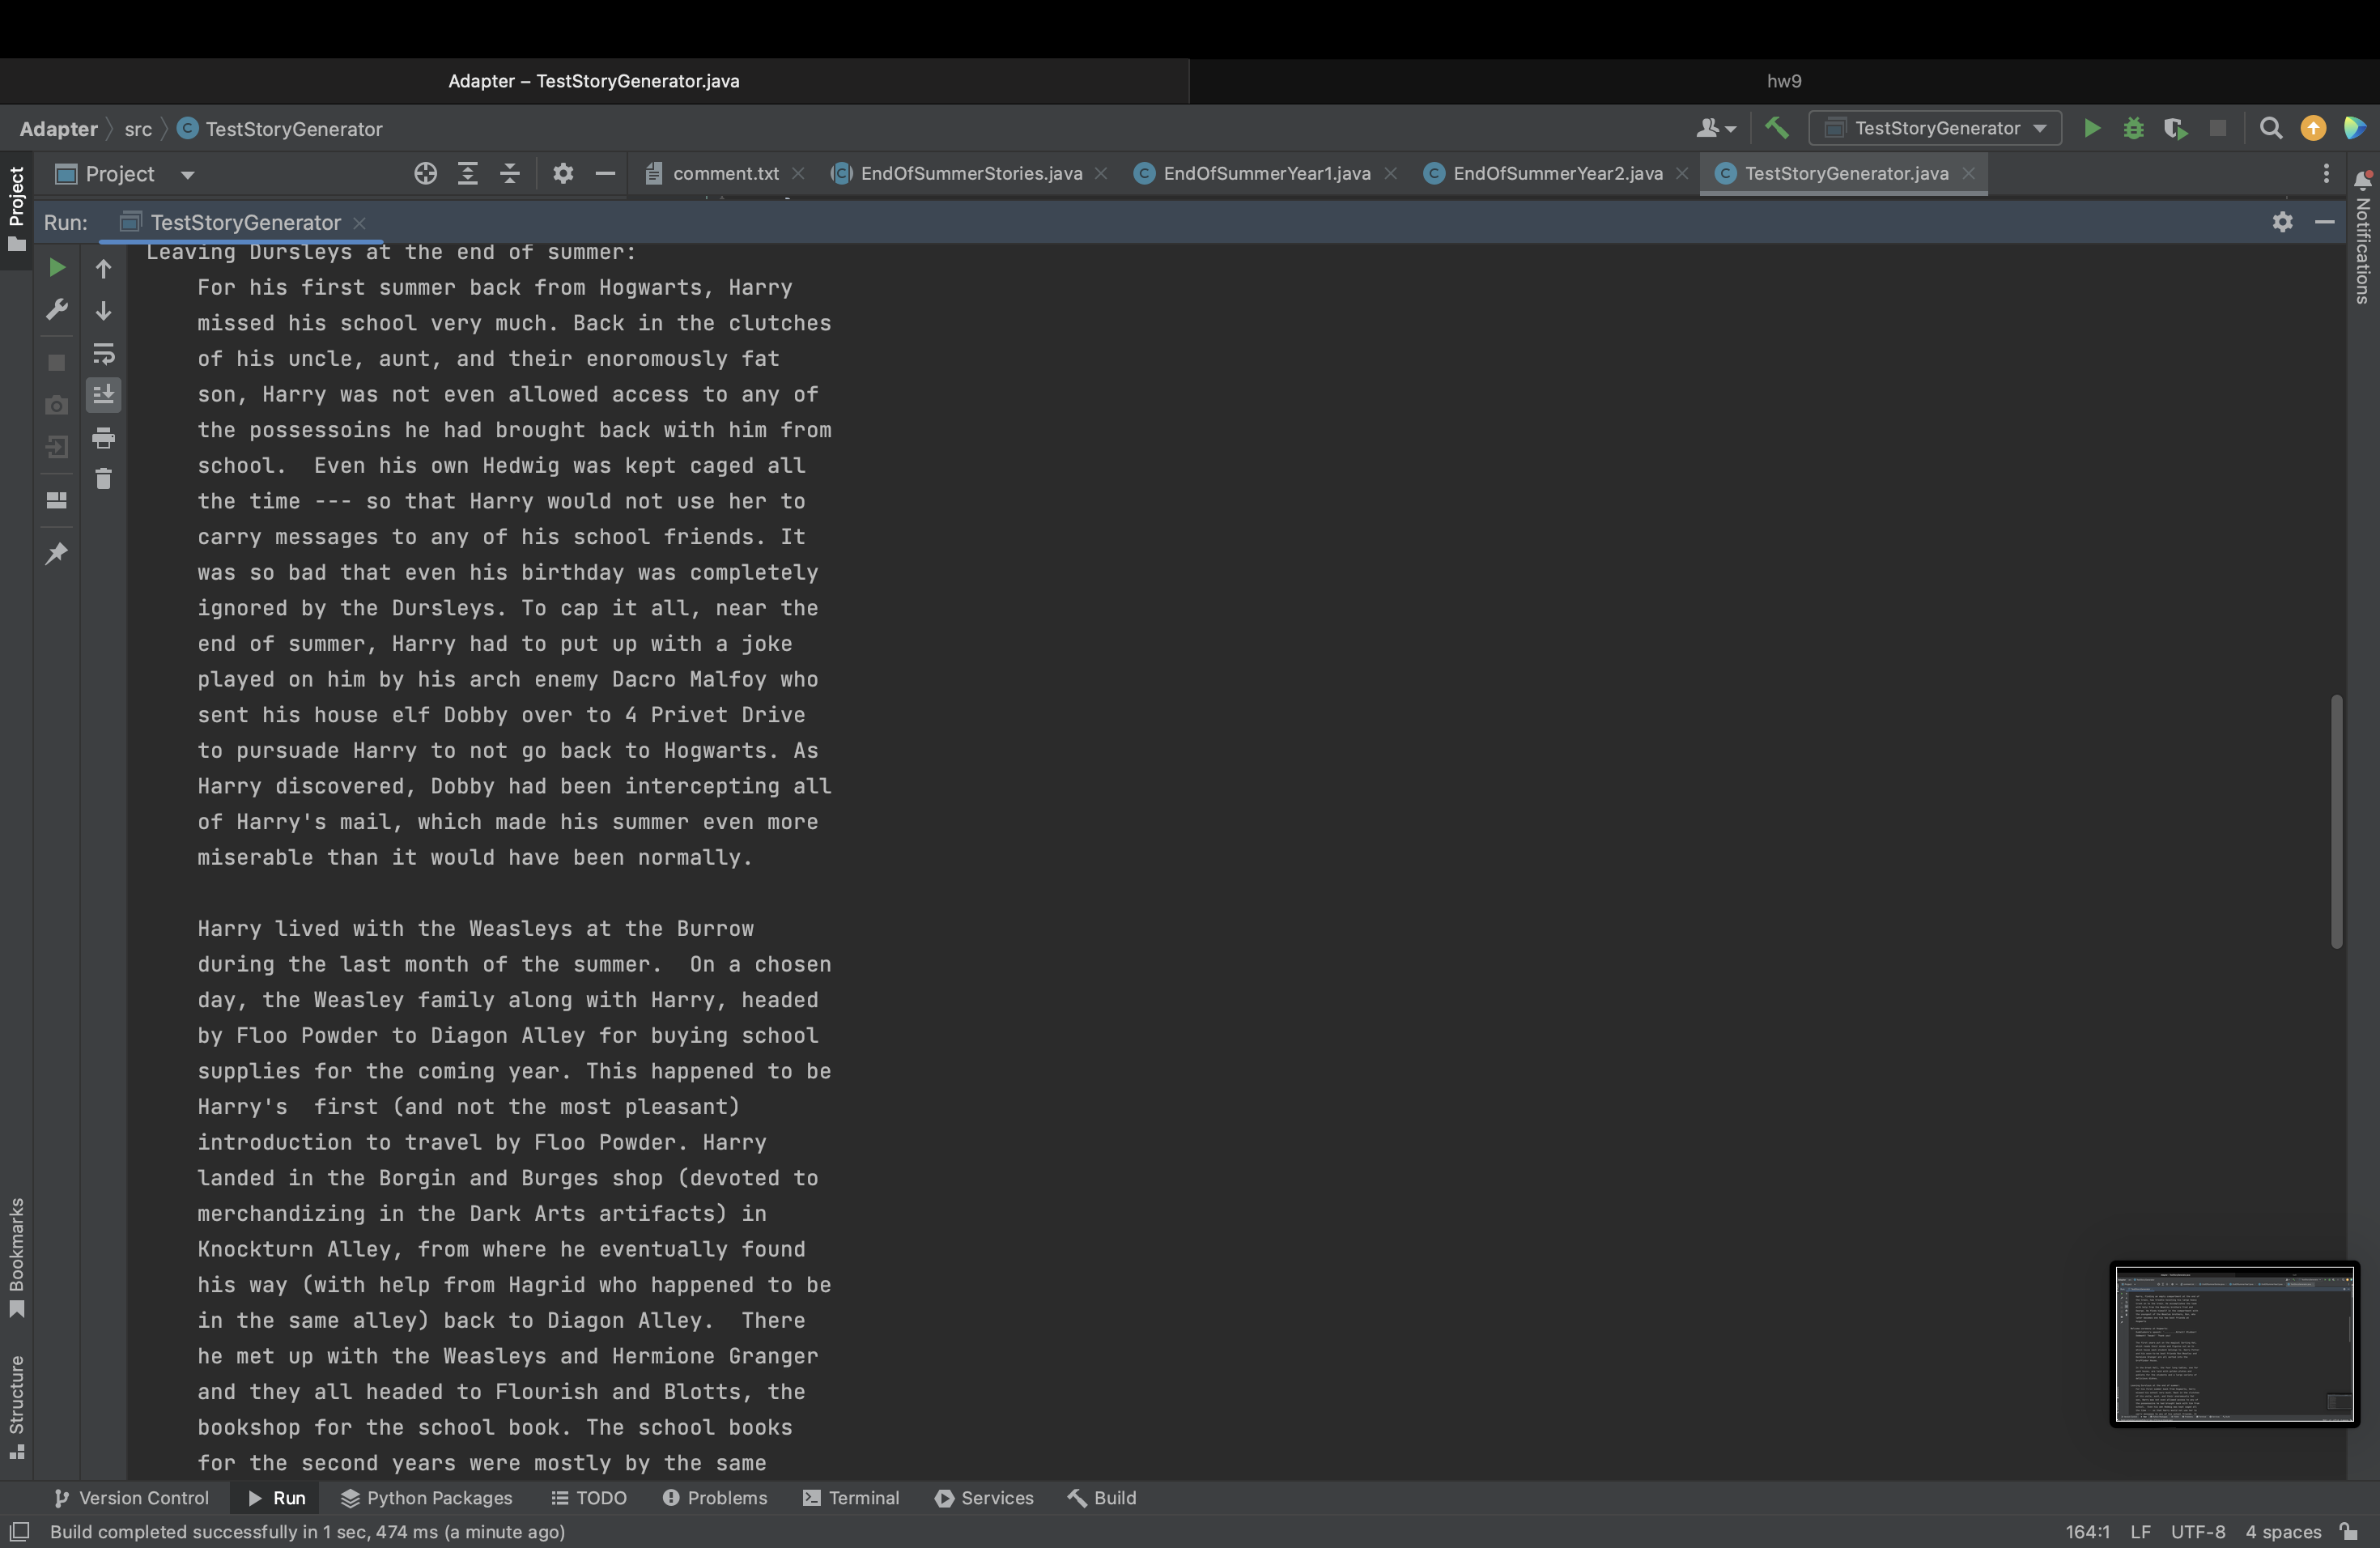 Adapter – TestStoryGenerator.java
hw9
Adapter
src
TestStoryGenerator
TestStoryGenerator
Project
Project
comment.txt
EndOfSummerStories.java
EndOfSummerYear1.java
EndOfSummerYear2.java
TestStoryGenerator.java
Notifications
Run:
TestStoryGenerator
Leaving Dursleys at the end of summer:
For his first summer back from Hogwarts, Harry
missed his school very much. Back in the clutches
of his uncle, aunt, and their enoromously fat
son, Harry was not even allowed access to any of
the possessoins he had brought back with him from
school.  Even his own Hedwig was kept caged all
the time --- so that Harry would not use her to
carry messages to any of his school friends. It
was so bad that even his birthday was completely
ignored by the Dursleys. To cap it all, near the
end of summer, Harry had to put up with a joke
played on him by his arch enemy Dacro Malfoy who
sent his house elf Dobby over to 4 Privet Drive
to pursuade Harry to not go back to Hogwarts. As
Harry discovered, Dobby had been intercepting all
of Harry's mail, which made his summer even more
miserable than it would have been normally.
Harry lived with the Weasleys at the Burrow
during the last month of the summer.  On a chosen
day, the Weasley family along with Harry, headed
by Floo Powder to Diagon Alley for buying school
supplies for the coming year. This happened to be
Harry's  first (and not the most pleasant)
introduction to travel by Floo Powder. Harry
landed in the Borgin and Burges shop (devoted to
merchandizing in the Dark Arts artifacts) in
Knockturn Alley, from where he eventually found
his way (with help from Hagrid who happened to be
in the same alley) back to Diagon Alley.  There
he met up with the Weasleys and Hermione Granger
and they all headed to Flourish and Blotts, the
bookshop for the school book. The school books
for the second years were mostly by the same
Bookmarks
Structure
Version Control
Run
Python Packages
TODO
Problems
Terminal
Services
Build
Build completed successfully in 1 sec, 474 ms (a minute ago)
164:1
LF
UTF-8
4 spaces